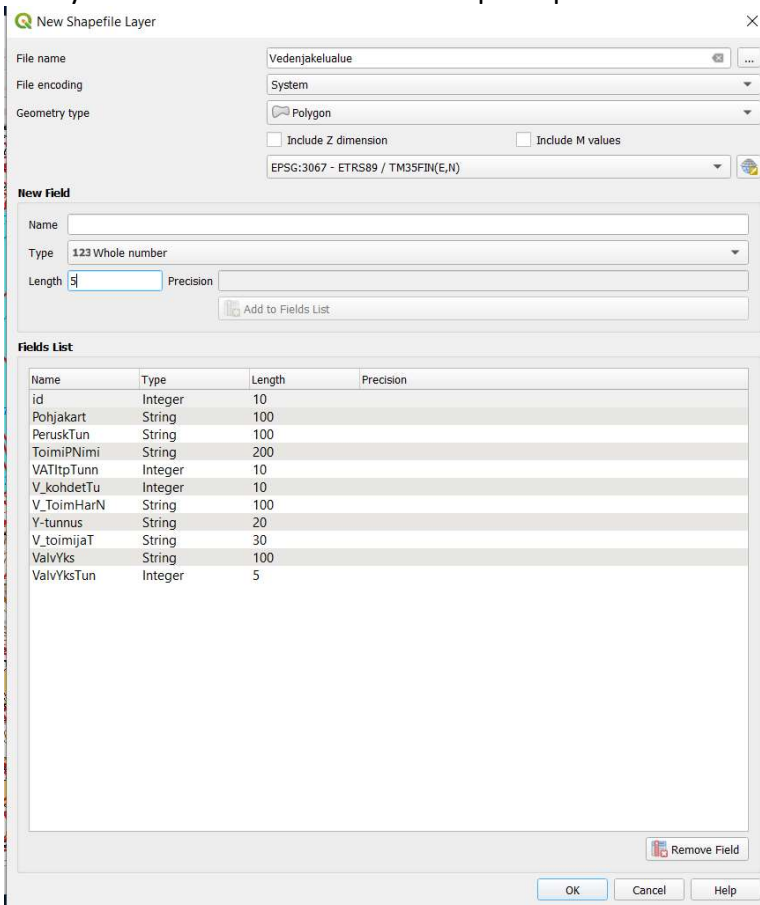 New Shapefile Layer
File name Vedenjakelualue ...
File encoding System
Geometry type Polygon
Include Z dimension Include M values
EPSG:3067 - ETRS89 / TM35FIN(E,N)
New Field
Name
Type 123 Whole number
Length 5 Precision
Add to Fields List
Fields List
Name Type Length Precision
id Integer 10
Pohjakart String 100
PeruskTun String 100
ToimiPNimi String 200
VATItpTunn Integer 10
V_kohdetTu Integer 10
V_ToimHarN String 100
Y-tunnus String 20
V_toimijaT String 30
ValvYks String 100
ValvYksTun Integer 5
Remove Field
OK Cancel Help